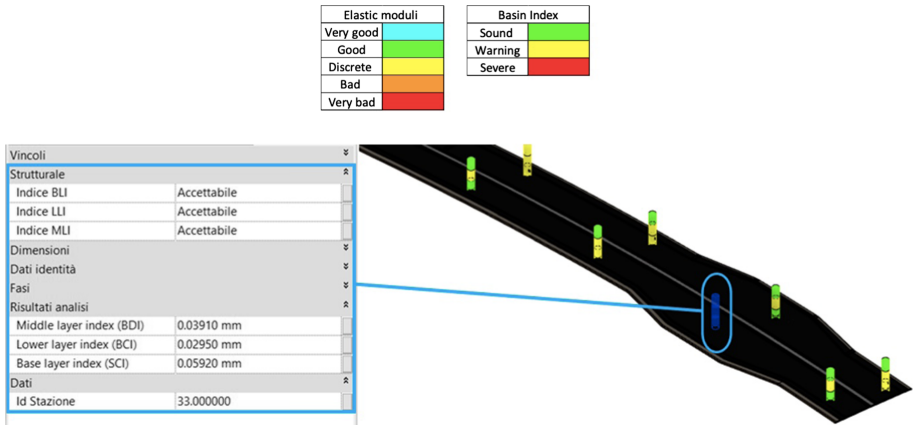 Elastic moduli
Very good
Good
Discrete
Bad
Very bad
Basin Index
Sound
Warning
Severe
Vincoli
Strutturale
Indice BLI Accettabile
Indice LLI Accettabile
Indice MLI Accettabile
Dimensioni
Dati identità
Fasi
Risultati analisi
Middle layer index (BDI) 0.03910 mm
Lower layer index (BCI) 0.02950 mm
Base layer index (SCI) 0.05920 mm
Dati
Id Stazione 33.000000